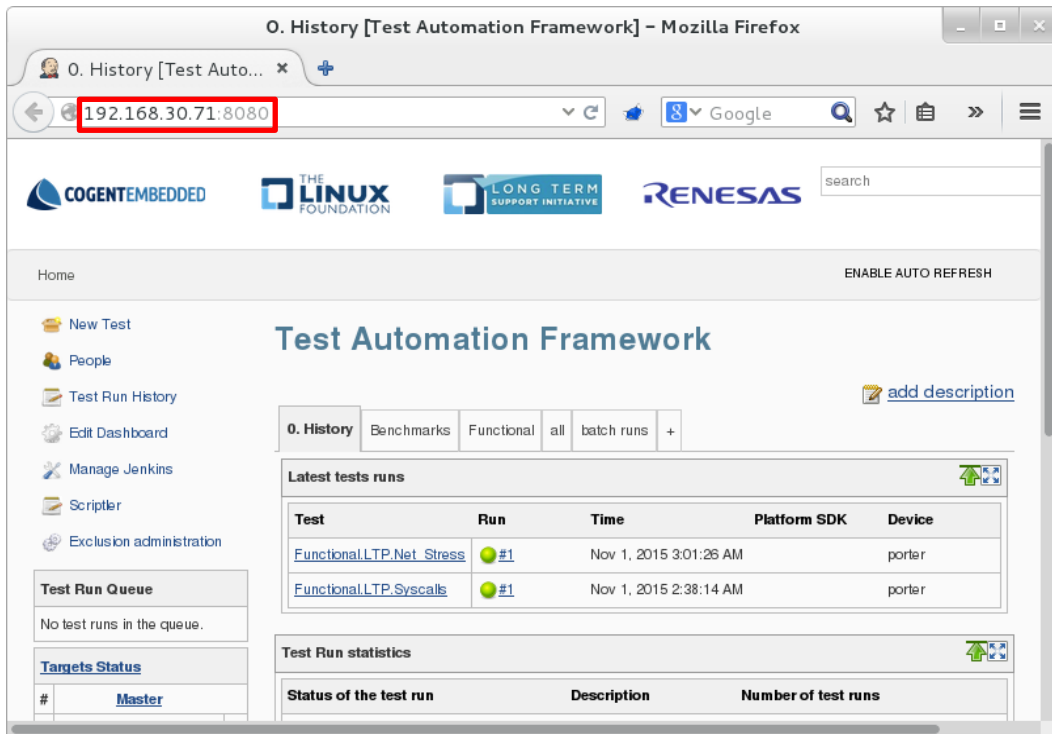 0. History [Test Automation Framework] – Mozilla Firefox
0. History [Test Auto...
192.168.30.71:8080
8 Google
COGENTEMBEDDED
THE LINUX FOUNDATION
LONG TERM SUPPORT INITIATIVE
RENESAS
search
Home
ENABLE AUTO REFRESH
New Test
People
Test Run History
Edit Dashboard
Manage Jenkins
Scriptler
Exclusion administration
Test Run Queue
No test runs in the queue.
Targets Status
# Master
Test Automation Framework
add description
0. History Benchmarks Functional all batch runs +
Latest tests runs
Test Run Time Platform SDK Device
Functional.LTP.Net_Stress #1 Nov 1, 2015 3:01:26 AM porter
Functional.LTP.Syscalls #1 Nov 1, 2015 2:38:14 AM porter
Test Run statistics
Status of the test run Description Number of test runs